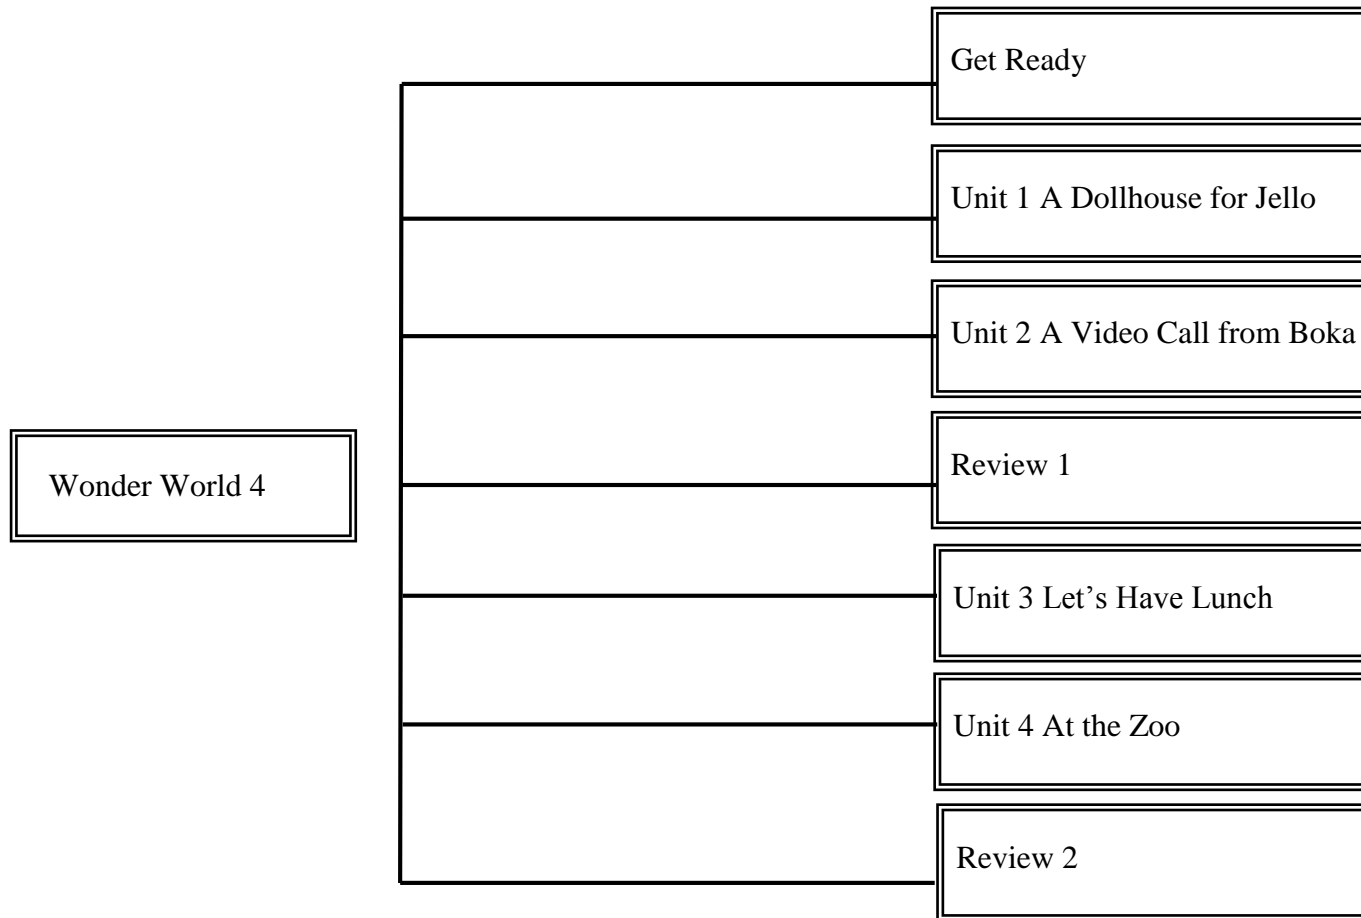 Get Ready
Unit 1 A Dollhouse for Jello
Unit 2 A Video Call from Boka
Review 1
Wonder World 4
Unit 3 Let’s Have Lunch
Unit 4 At the Zoo
Review 2